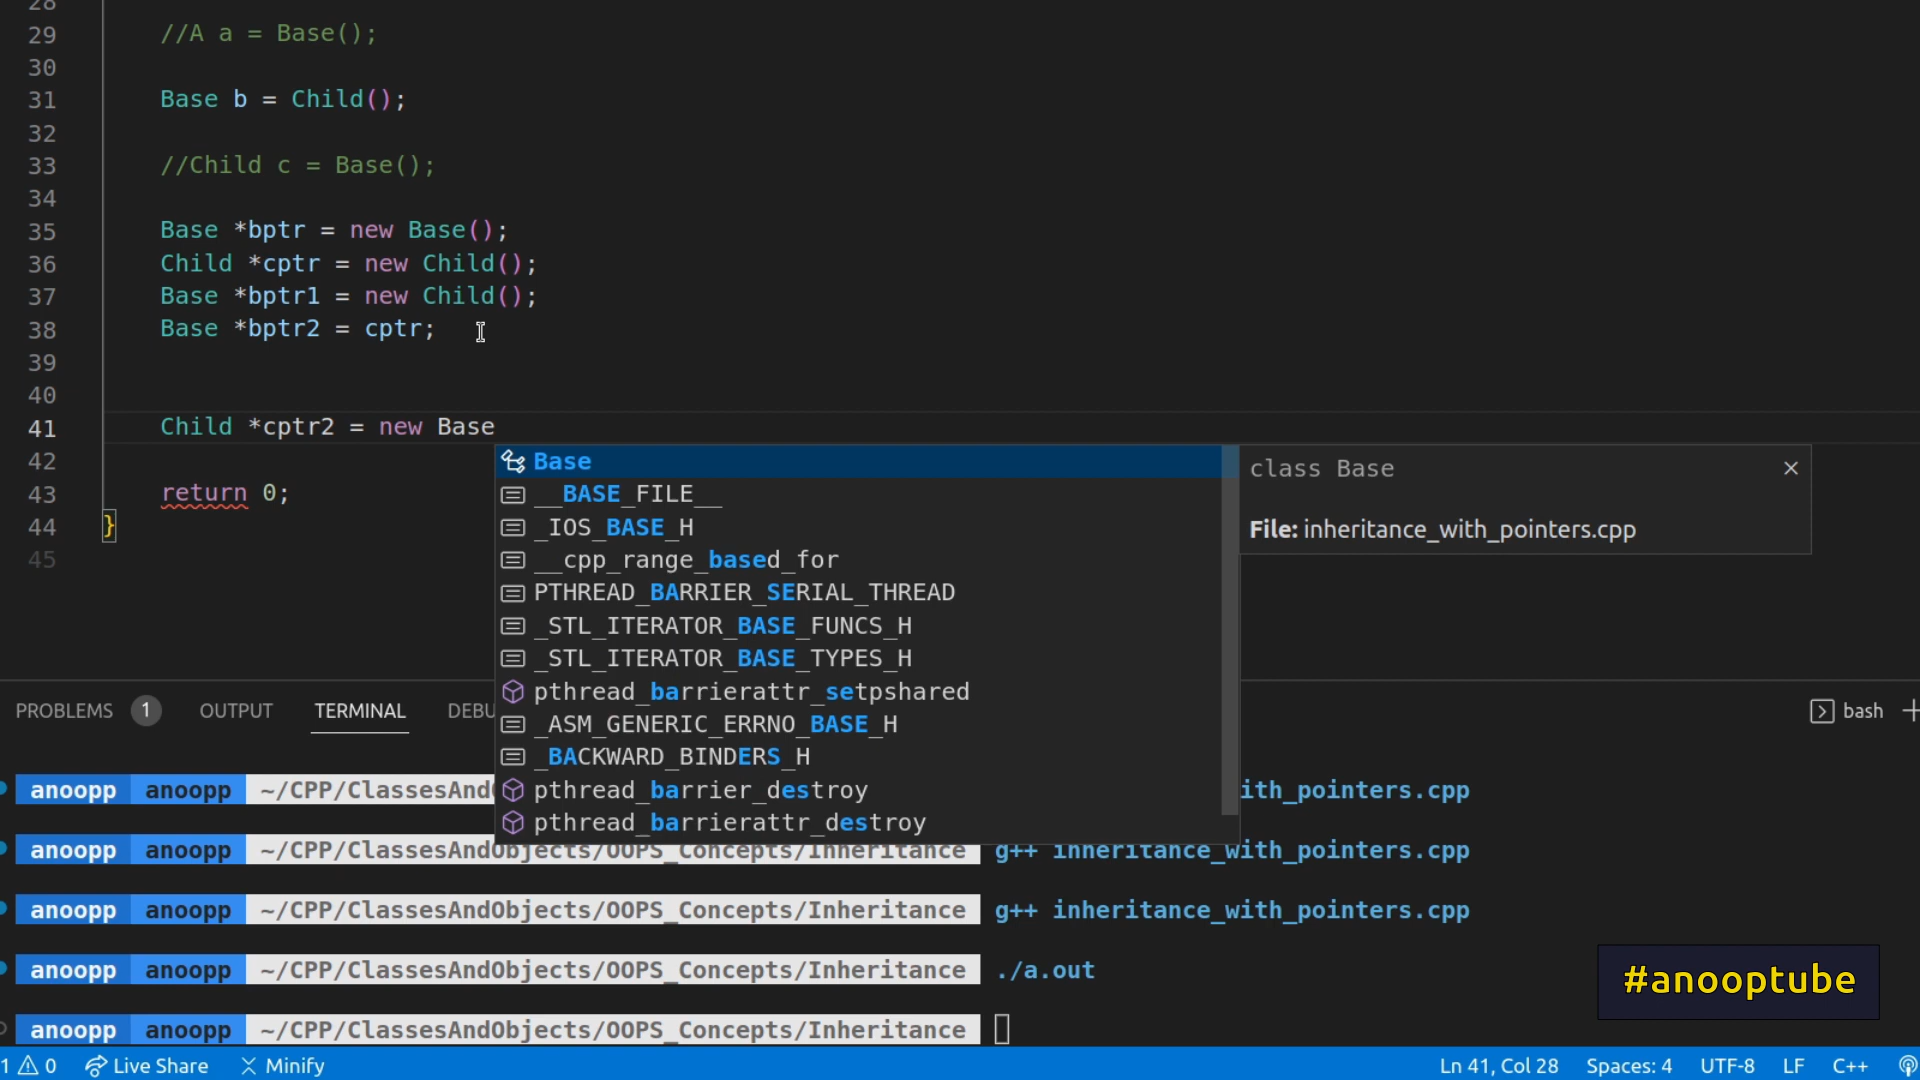 28
29 //A a = Base();
30
31 Base b = Child();
32
33 //Child c = Base();
34
35 Base *bptr = new Base();
36 Child *cptr = new Child();
37 Base *bptr1 = new Child();
38 Base *bptr2 = cptr;
39
40
41 Child *cptr2 = new Base
Base
class Base
__BASE_FILE__
_IOS_BASE_H
File: inheritance_with_pointers.cpp
__cpp_range_based_for
PTHREAD_BARRIER_SERIAL_THREAD
_STL_ITERATOR_BASE_FUNCS_H
_STL_ITERATOR_BASE_TYPES_H
pthread_barrierattr_setpshared
_ASM_GENERIC_ERRNO_BASE_H
_BACKWARD_BINDERS_H
pthread_barrier_destroy
pthread_barrierattr_destroy
42
43 return 0;
44 }
45
PROBLEMS 1 OUTPUT TERMINAL DEBU
bash
anoopp anoopp ~/CPP/ClassesAnd ith_pointers.cpp
anoopp anoopp ~/CPP/ClassesAndObjects/OOPS_Concepts/Inheritance g++ inheritance_with_pointers.cpp
anoopp anoopp ~/CPP/ClassesAndObjects/OOPS_Concepts/Inheritance g++ inheritance_with_pointers.cpp
anoopp anoopp ~/CPP/ClassesAndObjects/OOPS_Concepts/Inheritance ./a.out
anoopp anoopp ~/CPP/ClassesAndObjects/OOPS_Concepts/Inheritance
#anooptube
1 0 Live Share Minify Ln 41, Col 28 Spaces: 4 UTF-8 LF C++